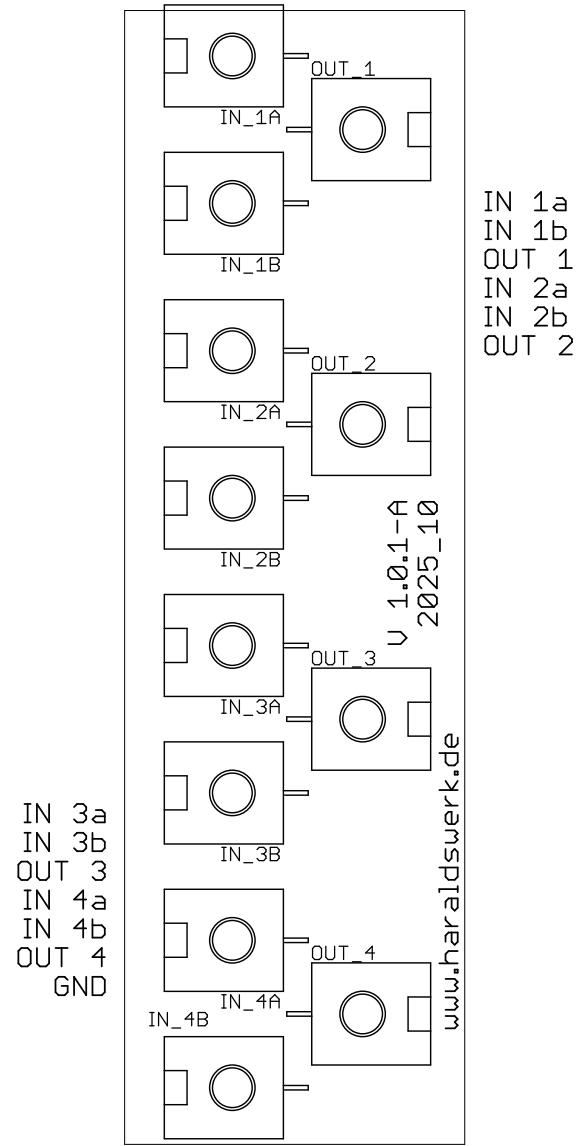 OUT_1
IN_1A
IN_1B
IN 1a
IN 1b
OUT 1
IN 2a
IN 2b
OUT 2
OUT_2
IN_2A
IN_2B
V 1.0.1-A
2025_10
OUT_3
IN_3A
IN_3B
www.haraldswerk.de
IN 3a
IN 3b
OUT 3
IN 4a
IN 4b
OUT 4
GND
OUT_4
IN_4A
IN_4B